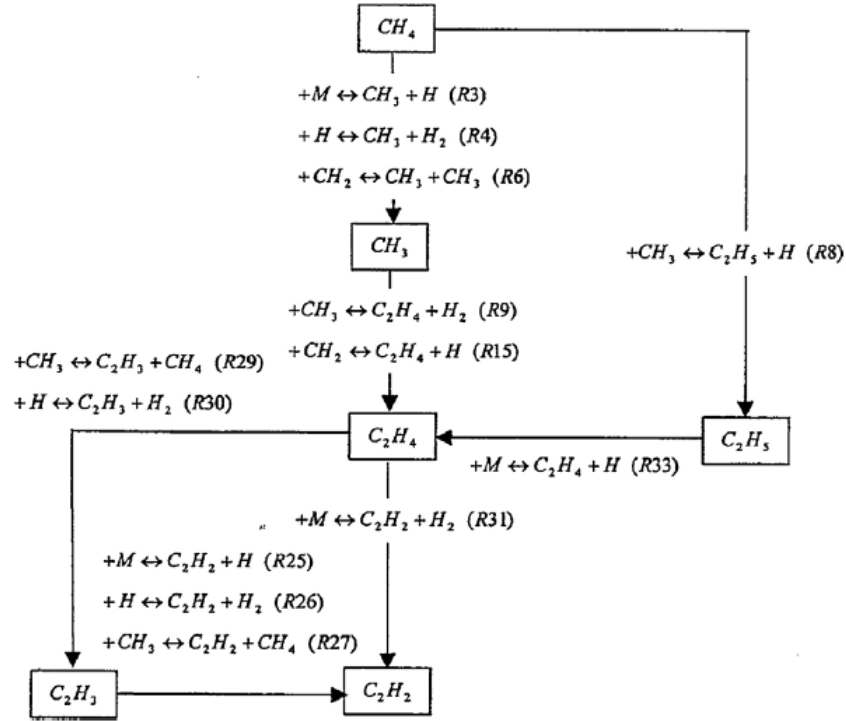 CH₄
+M ↔ CH₃ + H (R3)
+H ↔ CH₃ + H₂ (R4)
+CH₂ ↔ CH₃ + CH₃ (R6)
CH₃
+CH₃ ↔ C₂H₅ + H (R8)
+CH₃ ↔ C₂H₄ + H₂ (R9)
+CH₂ ↔ C₂H₄ + H (R15)
+CH₃ ↔ C₂H₃ + CH₄ (R29)
+H ↔ C₂H₃ + H₂ (R30)
C₂H₄
C₂H₅
+M ↔ C₂H₄ + H (R33)
+M ↔ C₂H₂ + H₂ (R31)
+M ↔ C₂H₂ + H (R25)
+H ↔ C₂H₂ + H₂ (R26)
+CH₃ ↔ C₂H₂ + CH₄ (R27)
C₂H₃
C₂H₂